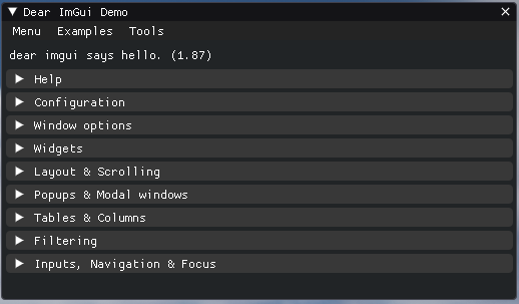 Dear ImGui Demo
Menu Examples Tools
dear imgui says hello. (1.87)
Help
Configuration
Window options
Widgets
Layout & Scrolling
Popups & Modal windows
Tables & Columns
Filtering
Inputs, Navigation & Focus